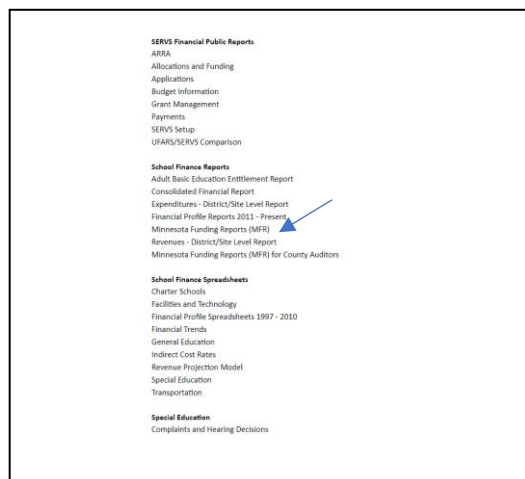 SERVS Financial Public Reports
ARRA
Allocations and Funding
Applications
Budget Information
Grant Management
Payments
SERVS Setup
UFARS/SERVS Comparison
School Finance Reports
Adult Basic Education Entitlement Report
Consolidated Financial Report
Expenditures - District/Site Level Report
Financial Profile Reports 2011 - Present
Minnesota Funding Reports (MFR)
Revenues - District/Site Level Report
Minnesota Funding Reports (MFR) for County Auditors
School Finance Spreadsheets
Charter Schools
Facilities and Technology
Financial Profile Spreadsheets 1997 - 2010
Financial Trends
General Education
Indirect Cost Rates
Revenue Projection Model
Special Education
Transportation
Special Education
Complaints and Hearing Decisions